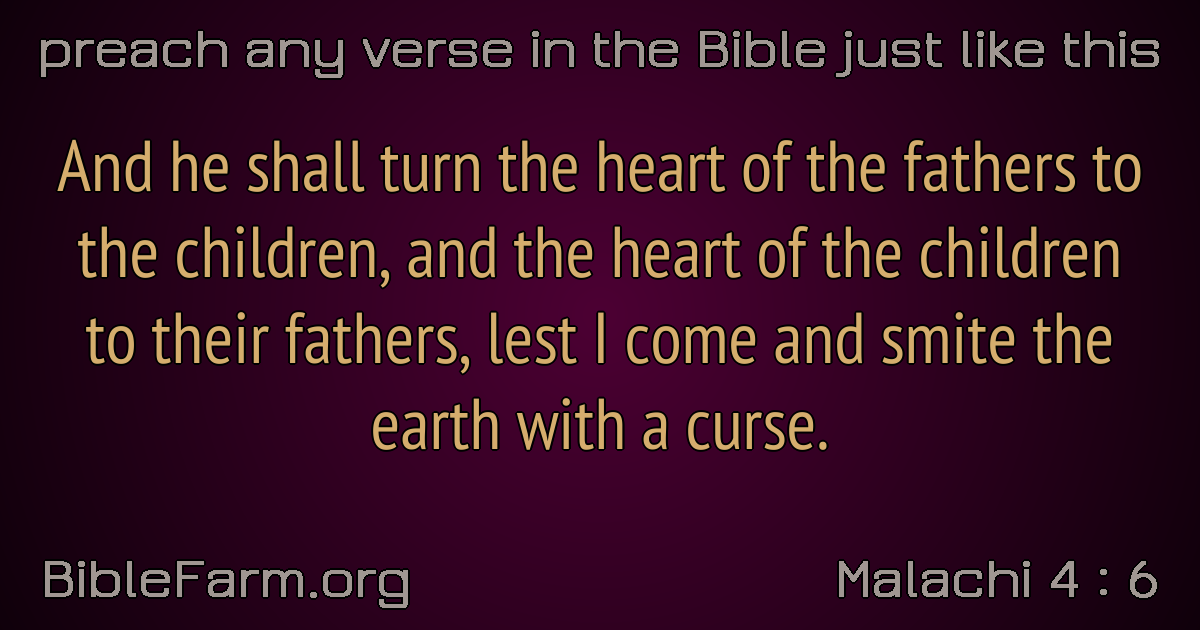 preach any verse in the Bible just like this
And he shall turn the heart of the fathers to
the children, and the heart of the children
to their fathers, lest I come and smite the
earth with a curse.
BibleFarm.org
Malachi 4 : 6